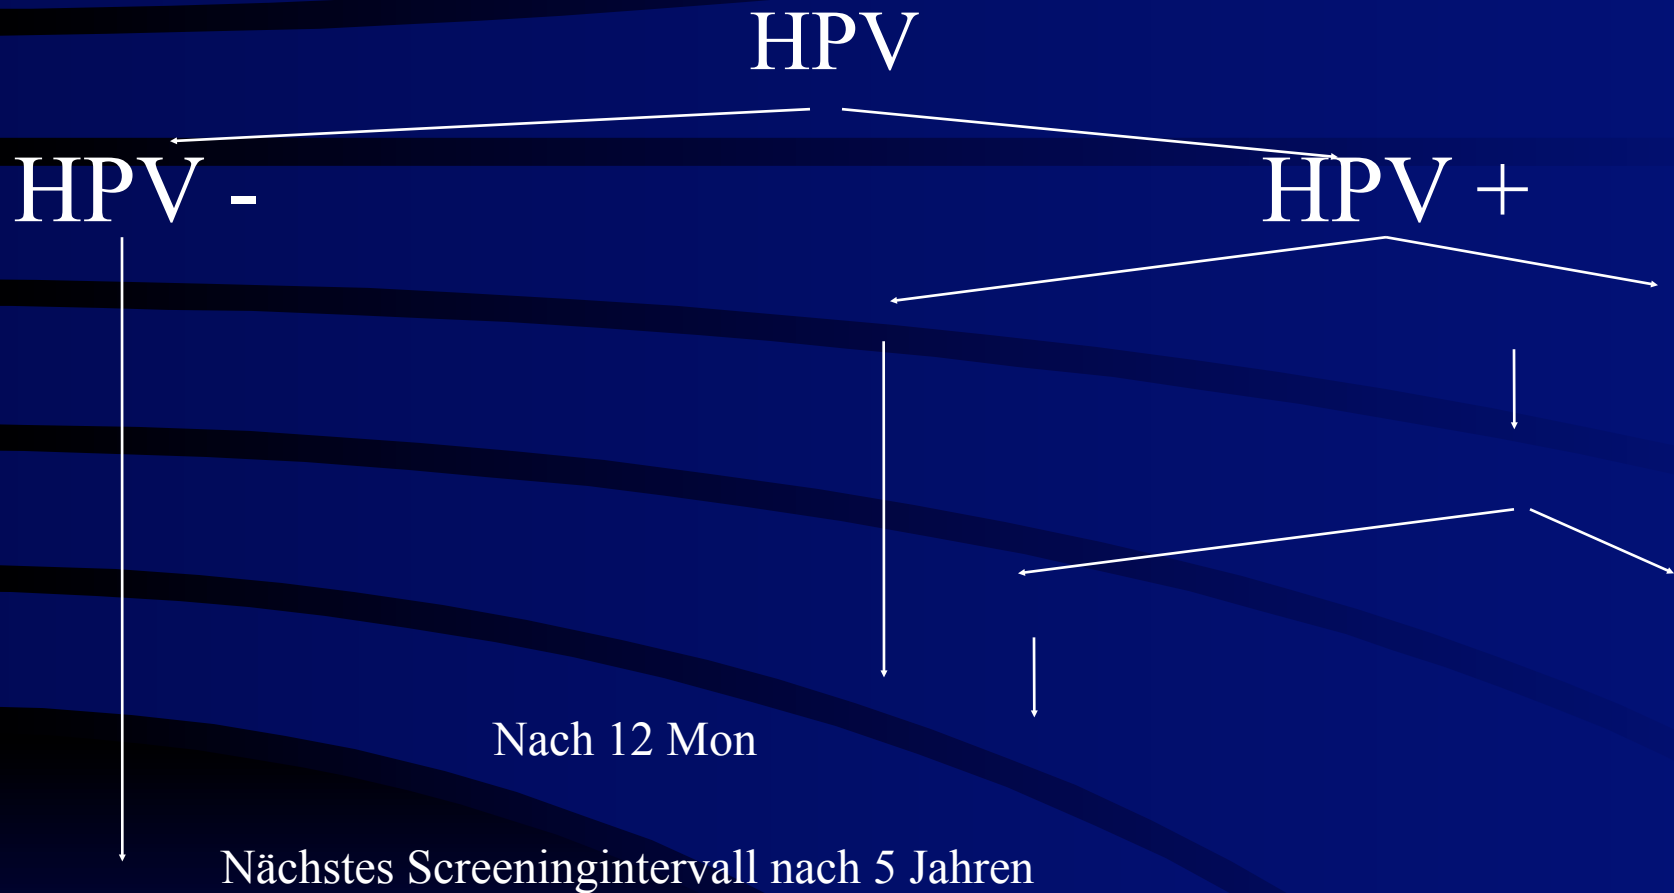 HPV
HPV - HPV +
Nach 12 Mon
Nächstes Screeningintervall nach 5 Jahren